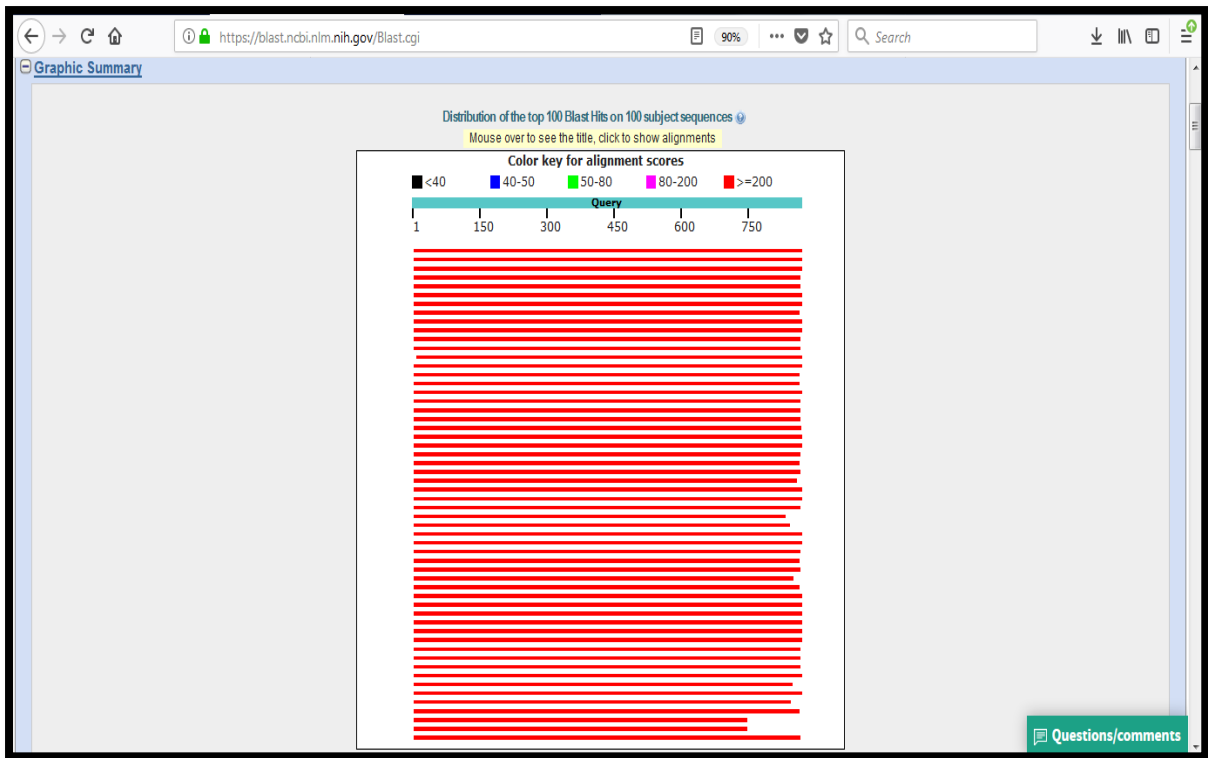 https://blast.ncbi.nlm.nih.gov/Blast.cgi 90% Search
Graphic Summary
Distribution of the top 100 Blast Hits on 100 subject sequences
Mouse over to see the title, click to show alignments
Color key for alignment scores
<40 40-50 50-80 80-200 >=200
Query
1 150 300 450 600 750
Questions/comments